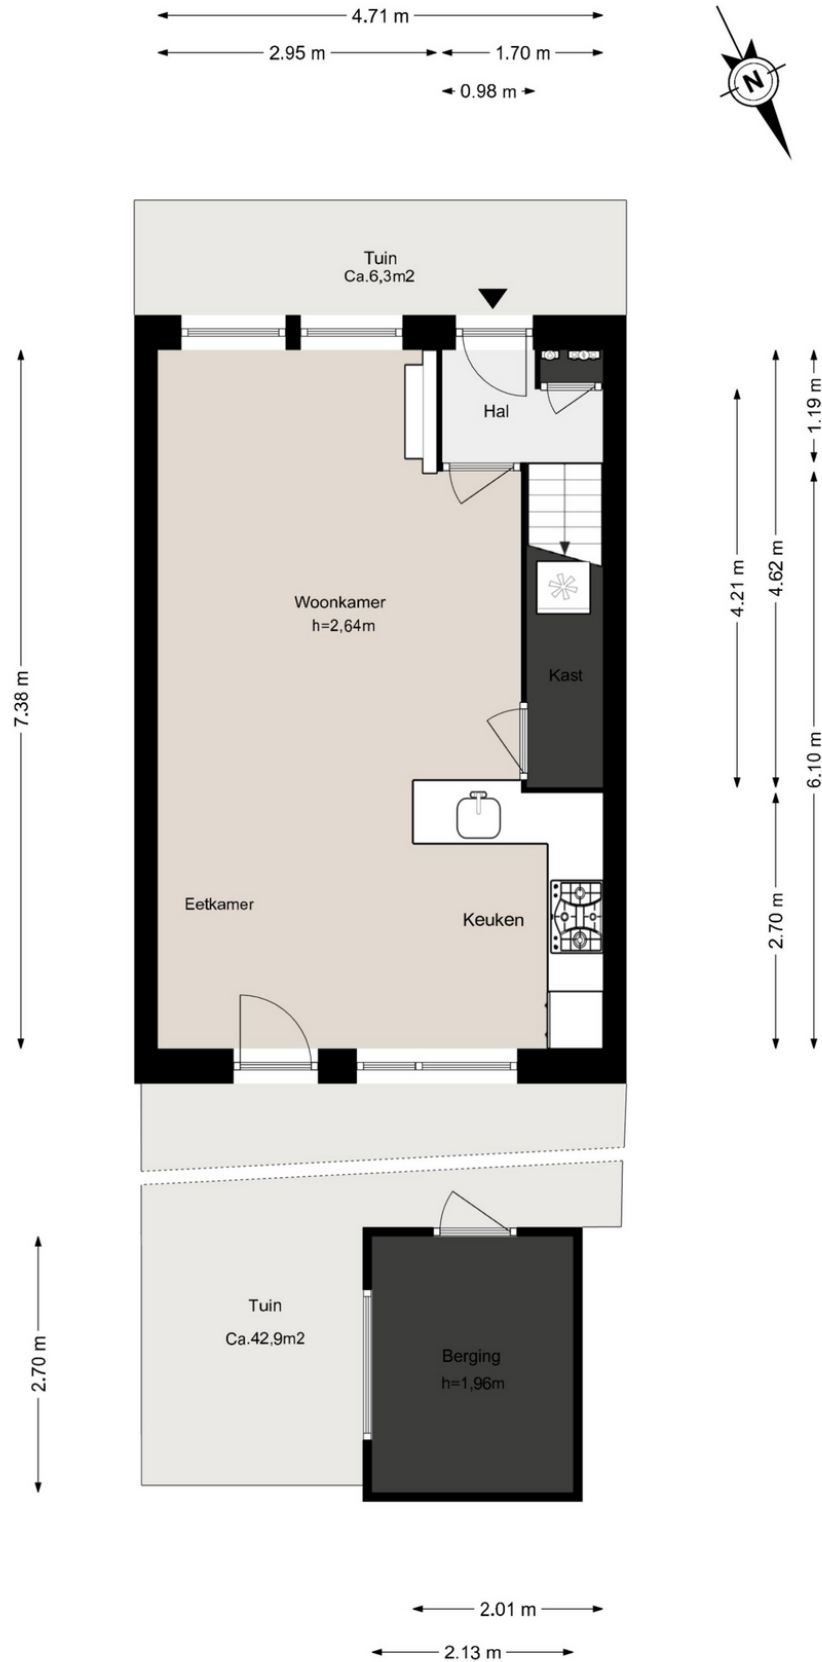 4.71 m
2.95 m
1.70 m
0.98 m
N
Tuin
Ca.6,3m2
Hal
1.19 m
4.21 m
4.62 m
Woonkamer
h=2,64m
Kast
7.38 m
6.10 m
Eetkamer
Keuken
2.70 m
Tuin
Ca.42,9m2
2.70 m
Berging
h=1,96m
2.01 m
2.13 m